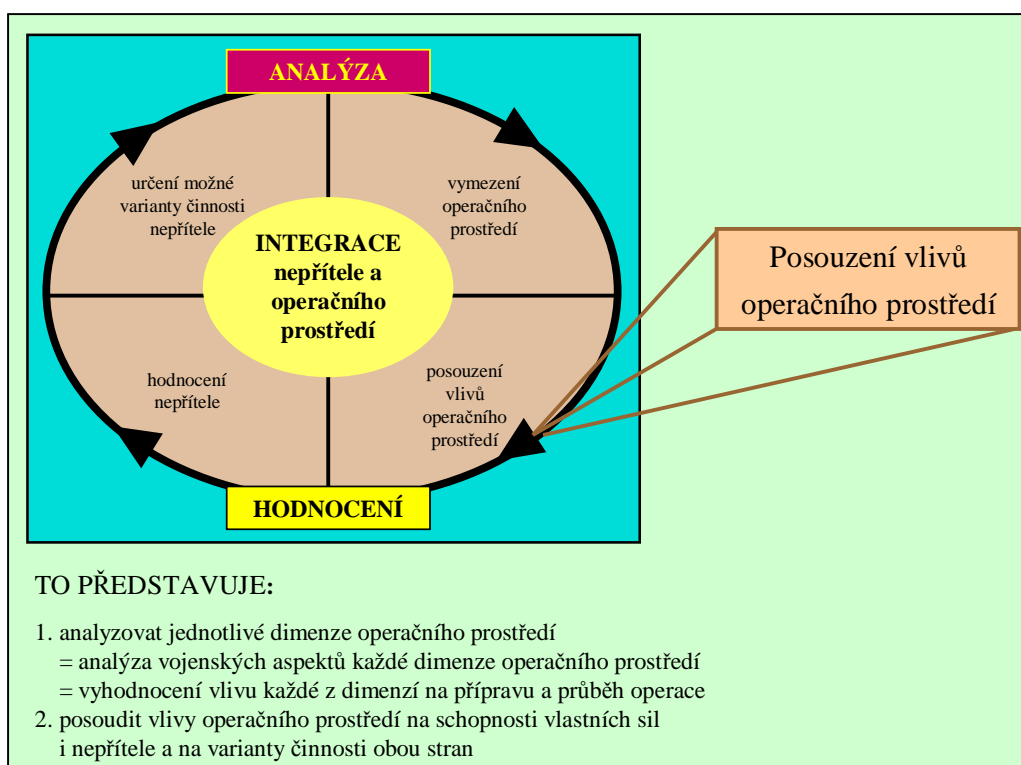 ANALÝZA
určení možné
varianty činnosti
nepřítele
vymezení
operačního
prostředí
INTEGRACE
nepřítele a
operačního
prostředí
hodnocení
nepřítele
posouzení
vlivů
operačního
prostředí
HODNOCENÍ
Posouzení vlivů
operačního prostředí
TO PŘEDSTAVUJE:
1. analyzovat jednotlivé dimenze operačního prostředí
= analýza vojenských aspektů každé dimenze operačního prostředí
= vyhodnocení vlivu každé z dimenzí na přípravu a průběh operace
2. posoudit vlivy operačního prostředí na schopnosti vlastních sil
i nepřítele a na varianty činnosti obou stran